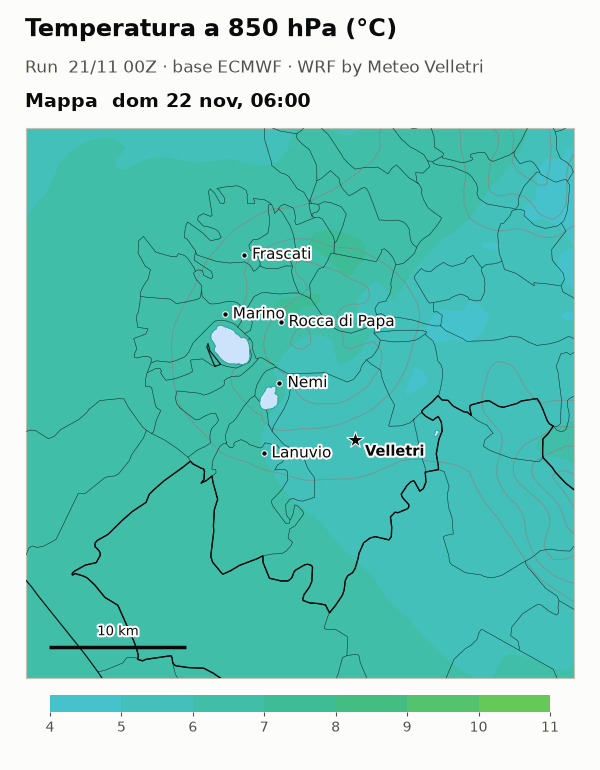 Temperatura a 850 hPa (°C)
Run  21/11 00Z · base ECMWF · WRF by Meteo Velletri
Mappa  dom 22 nov, 06:00
Frascati
Marino
Rocca di Papa
Nemi
Velletri
Lanuvio
10 km
4 5 6 7 8 9 10 11